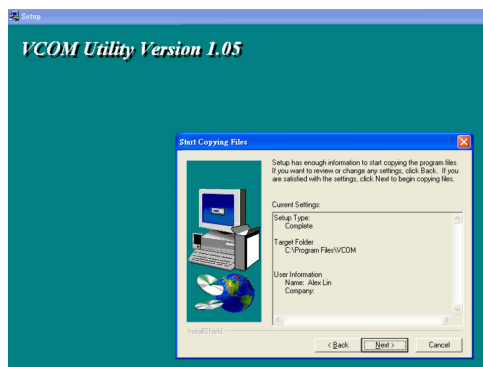 Setup
VCOM Utility Version 1.05
Start Copying Files
Setup has enough information to start copying the program files.
If you want to review or change any settings, click Back. If you
are satisfied with the settings, click Next to begin copying files.
Current Settings:
Setup Type:
Complete
Target Folder
C:\Program Files\VCOM
User Information
Name: Alex Lin
Company:
InstallShield
< Back
Next >
Cancel